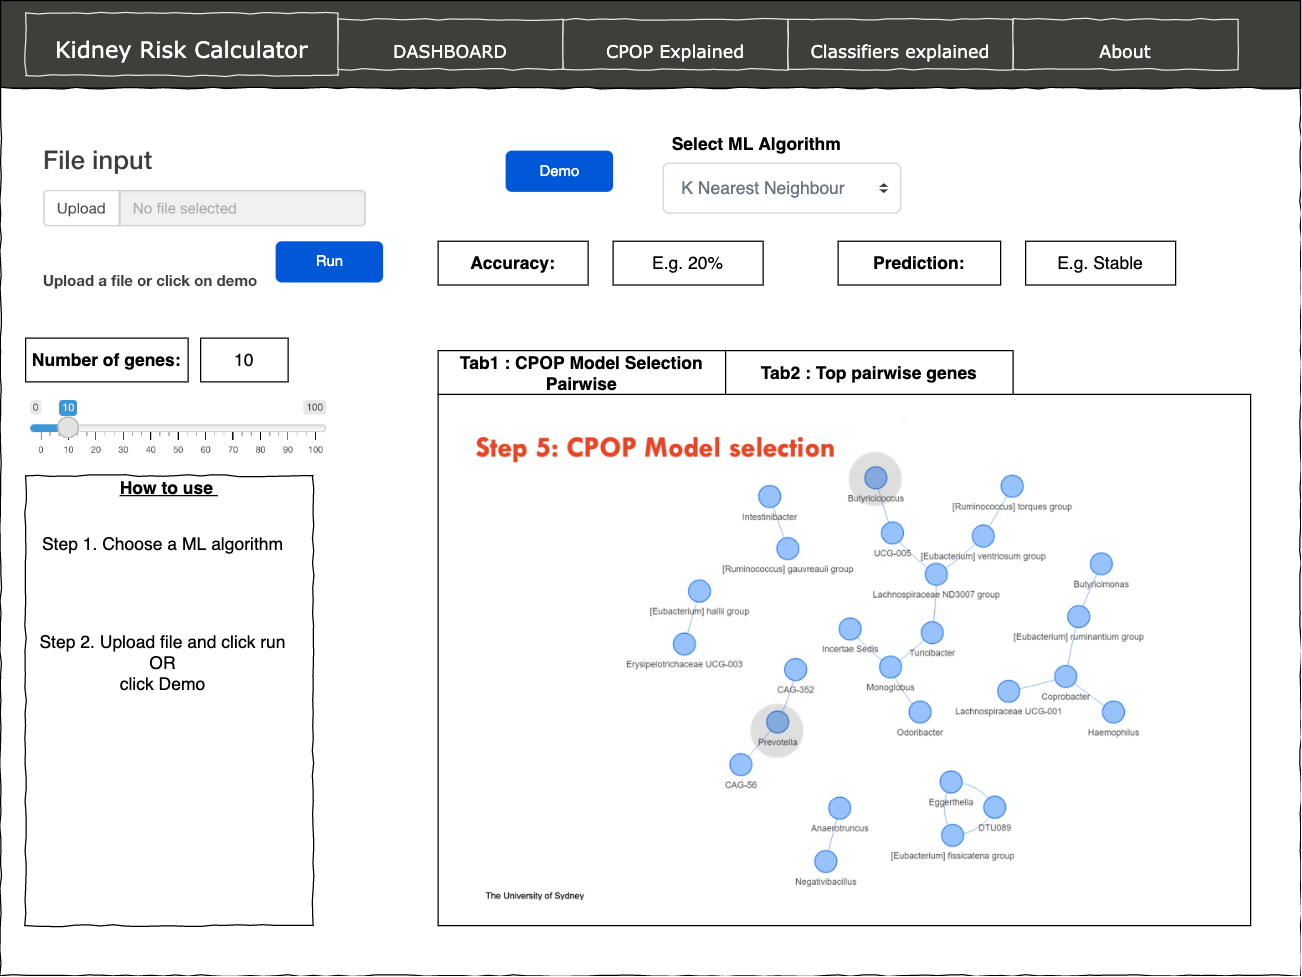 Kidney Risk Calculator
DASHBOARD
CPOP Explained
Classifiers explained
About
File input
Upload
No file selected
Run
Upload a file or click on demo
Demo
Select ML Algorithm
K Nearest Neighbour
Accuracy:
E.g. 20%
Prediction:
E.g. Stable
Number of genes:
10
0
10
100
0 10 20 30 40 50 60 70 80 90 100
How to use
Step 1. Choose a ML algorithm
Step 2. Upload file and click run
OR
click Demo
Tab1 : CPOP Model Selection
Pairwise
Tab2 : Top pairwise genes
Step 5: CPOP Model selection
Butyricicoccus
Intestinibacter
[Ruminococcus] torques group
UCG-005
[Eubacterium] ventriosum group
[Ruminococcus] gauvreauii group
Butyricimonas
Lachnospiraceae ND3007 group
[Eubacterium] hallii group
[Eubacterium] ruminantium group
Incertae Sedis
Turicibacter
Erysipelotrichaceae UCG-003
CAG-352
Monoglobus
Coprobacter
Lachnospiraceae UCG-001
Odoribacter
Haemophilus
Prevotella
CAG-56
Eggerthella
Anaerotruncus
DTU089
[Eubacterium] fissicatena group
Negativibacillus
The University of Sydney